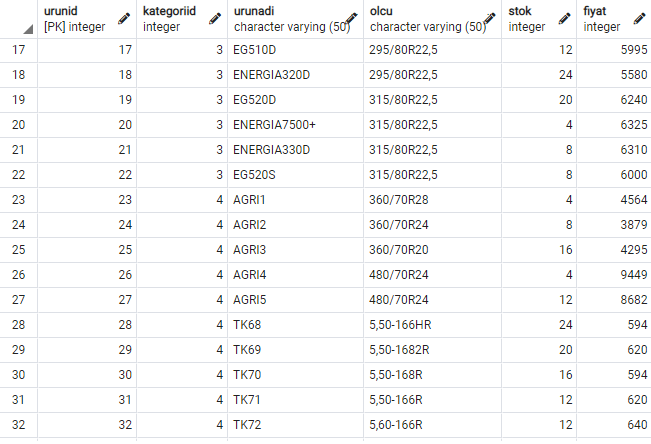 urunid kategoriid urunadi olcu stok fiyat
[PK] integer integer character varying (50) character varying (50) integer integer
17 17 3 EG510D 295/80R22,5 12 5995
18 18 3 ENERGIA320D 295/80R22,5 24 5580
19 19 3 EG520D 315/80R22,5 20 6240
20 20 3 ENERGIA7500+ 315/80R22,5 4 6325
21 21 3 ENERGIA330D 315/80R22,5 8 6310
22 22 3 EG520S 315/80R22,5 8 6000
23 23 4 AGRI1 360/70R28 4 4564
24 24 4 AGRI2 360/70R24 8 3879
25 25 4 AGRI3 360/70R20 16 4295
26 26 4 AGRI4 480/70R24 4 9449
27 27 4 AGRI5 480/70R24 12 8682
28 28 4 TK68 5,50-166HR 24 594
29 29 4 TK69 5,50-1682R 20 620
30 30 4 TK70 5,50-168R 16 594
31 31 4 TK71 5,50-166R 12 620
32 32 4 TK72 5,60-166R 12 640